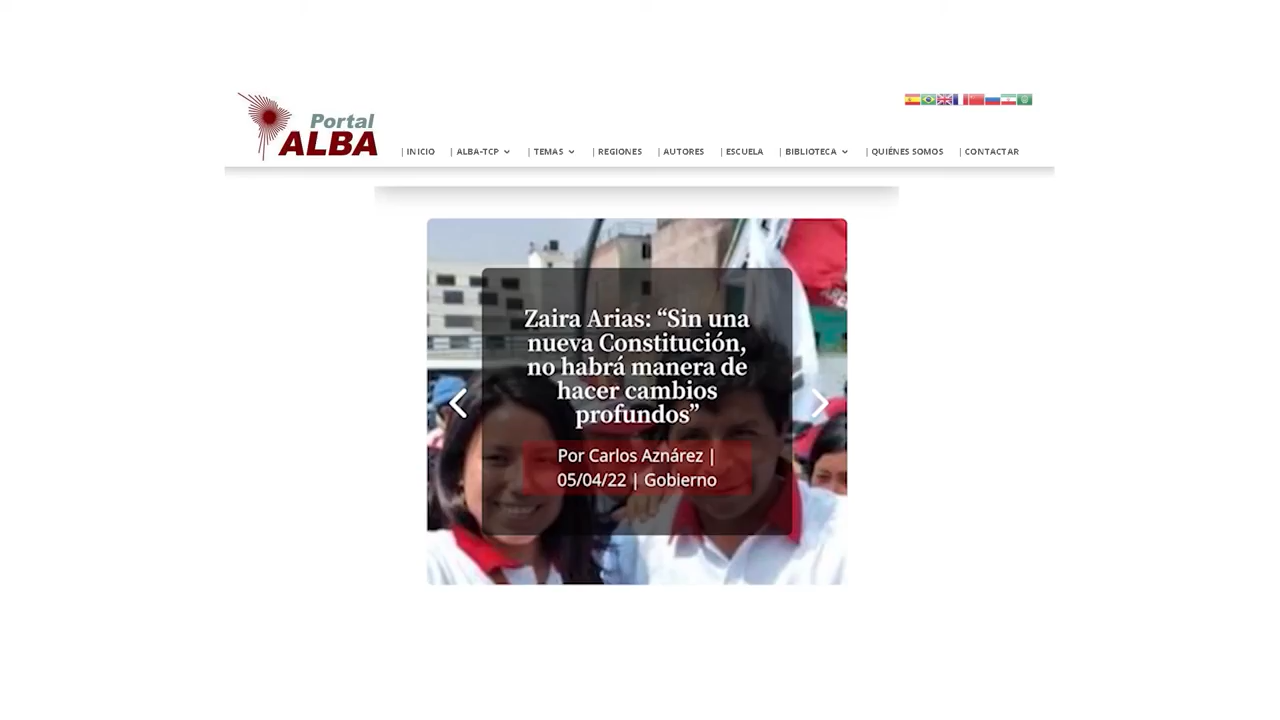 Portal
ALBA
| INICIO | ALBA-TCP | TEMAS | REGIONES | AUTORES | ESCUELA | BIBLIOTECA | QUIÉNES SOMOS | CONTACTAR
Zaira Arias: “Sin una
nueva Constitución,
no habrá manera de
hacer cambios
profundos”
Por Carlos Aznárez |
05/04/22 | Gobierno